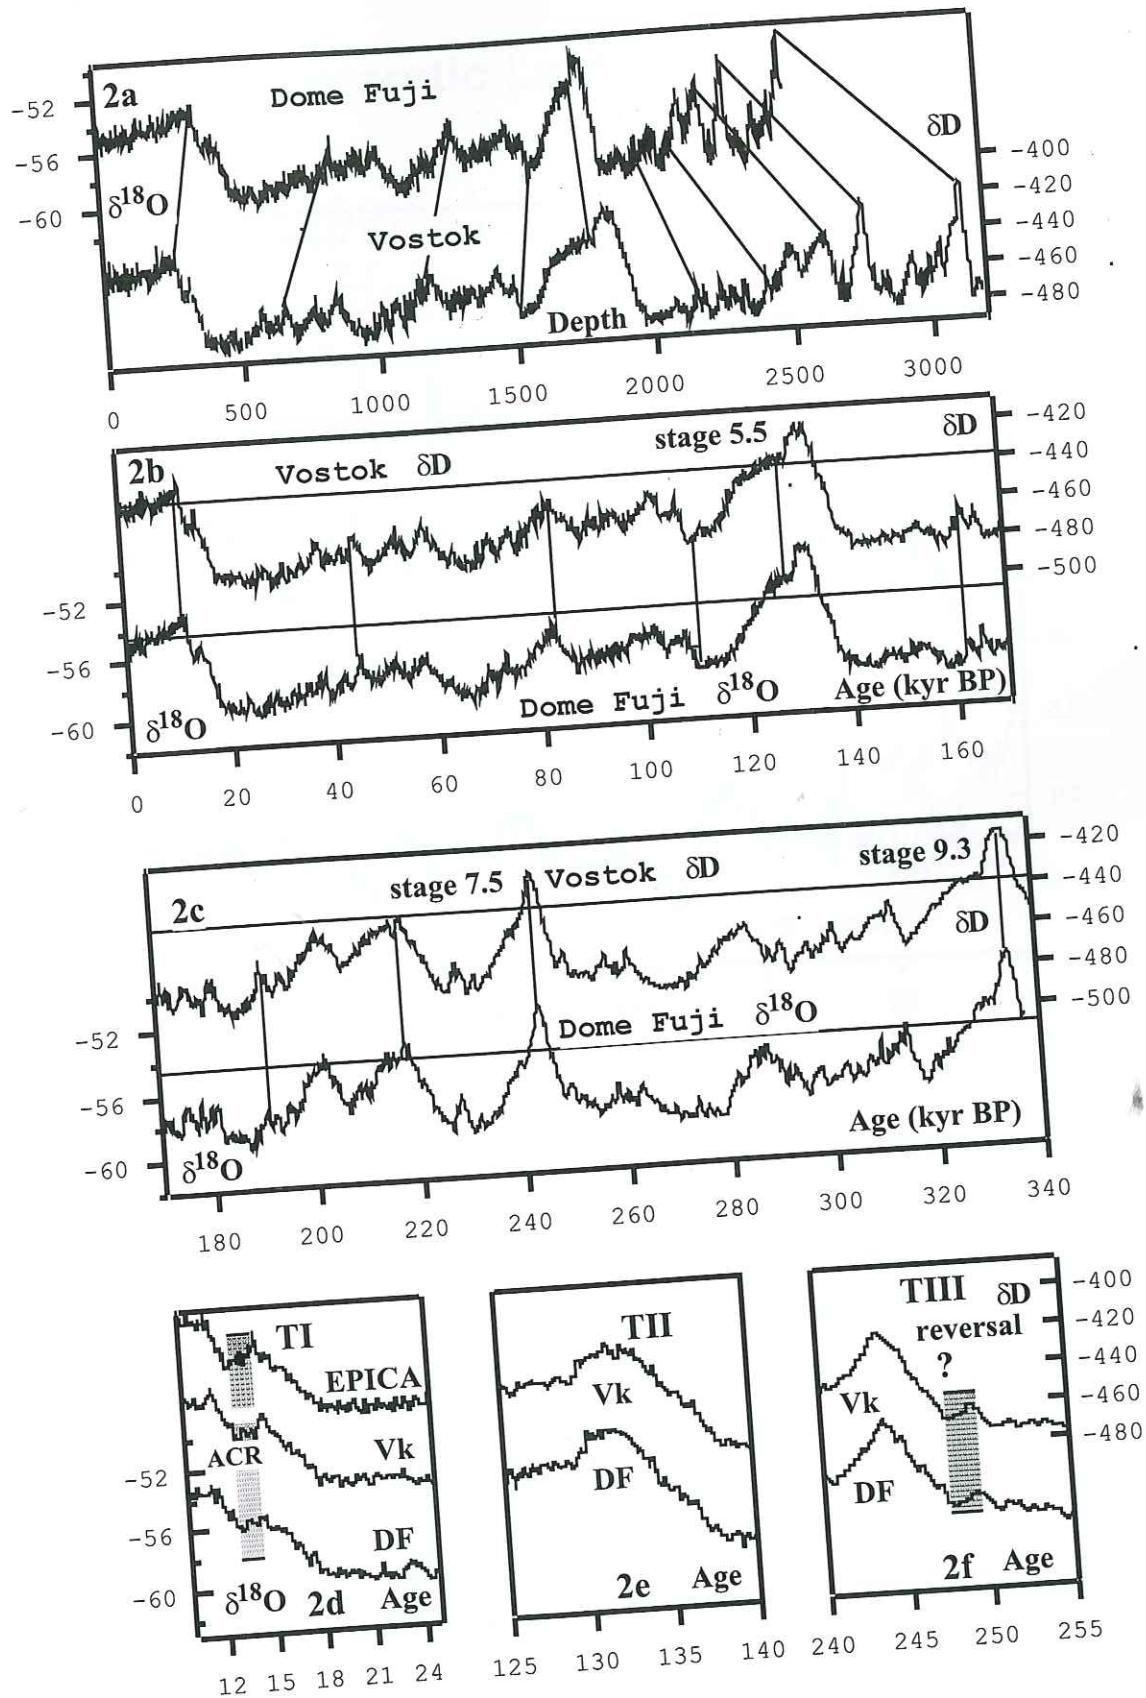 2a
Dome Fuji
δD
δ¹⁸O
Vostok
Depth
-52
-56
-60
-400
-420
-440
-460
-480
0 500 1000 1500 2000 2500 3000
2b
Vostok δD
stage 5.5
δD
-420
-440
-460
-480
-500
-52
-56
-60
δ¹⁸O
Dome Fuji δ¹⁸O
Age (kyr BP)
0 20 40 60 80 100 120 140 160
2c
stage 7.5
Vostok δD
stage 9.3
δD
-420
-440
-460
-480
-500
Dome Fuji δ¹⁸O
-52
-56
-60
δ¹⁸O
Age (kyr BP)
180 200 220 240 260 280 300 320 340
TI
EPICA
ACR
Vk
DF
-52
-56
-60
δ¹⁸O 2d Age
12 15 18 21 24
TII
Vk
DF
2e Age
125 130 135 140
TIII δD
reversal
?
Vk
DF
-400
-420
-440
-460
-480
2f Age
240 245 250 255